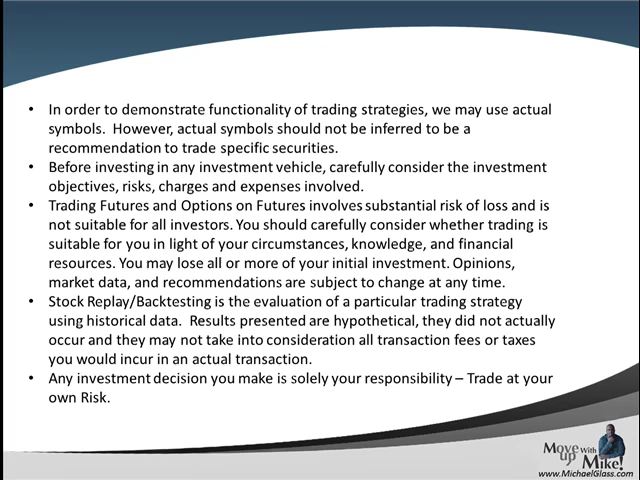 • In order to demonstrate functionality of trading strategies, we may use actual
symbols.  However, actual symbols should not be inferred to be a
recommendation to trade specific securities.
• Before investing in any investment vehicle, carefully consider the investment
objectives, risks, charges and expenses involved.
• Trading Futures and Options on Futures involves substantial risk of loss and is
not suitable for all investors. You should carefully consider whether trading is
suitable for you in light of your circumstances, knowledge, and financial
resources. You may lose all or more of your initial investment. Opinions,
market data, and recommendations are subject to change at any time.
• Stock Replay/Backtesting is the evaluation of a particular trading strategy
using historical data.  Results presented are hypothetical, they did not actually
occur and they may not take into consideration all transaction fees or taxes
you would incur in an actual transaction.
• Any investment decision you make is solely your responsibility – Trade at your
own Risk.
Move up With Mike!
www.MichaelGlass.com